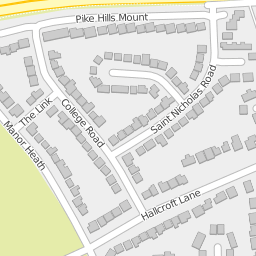 Pike Hills Mount
The Link
College Road
Saint Nicholas Road
Manor Heath
Hallcroft Lane